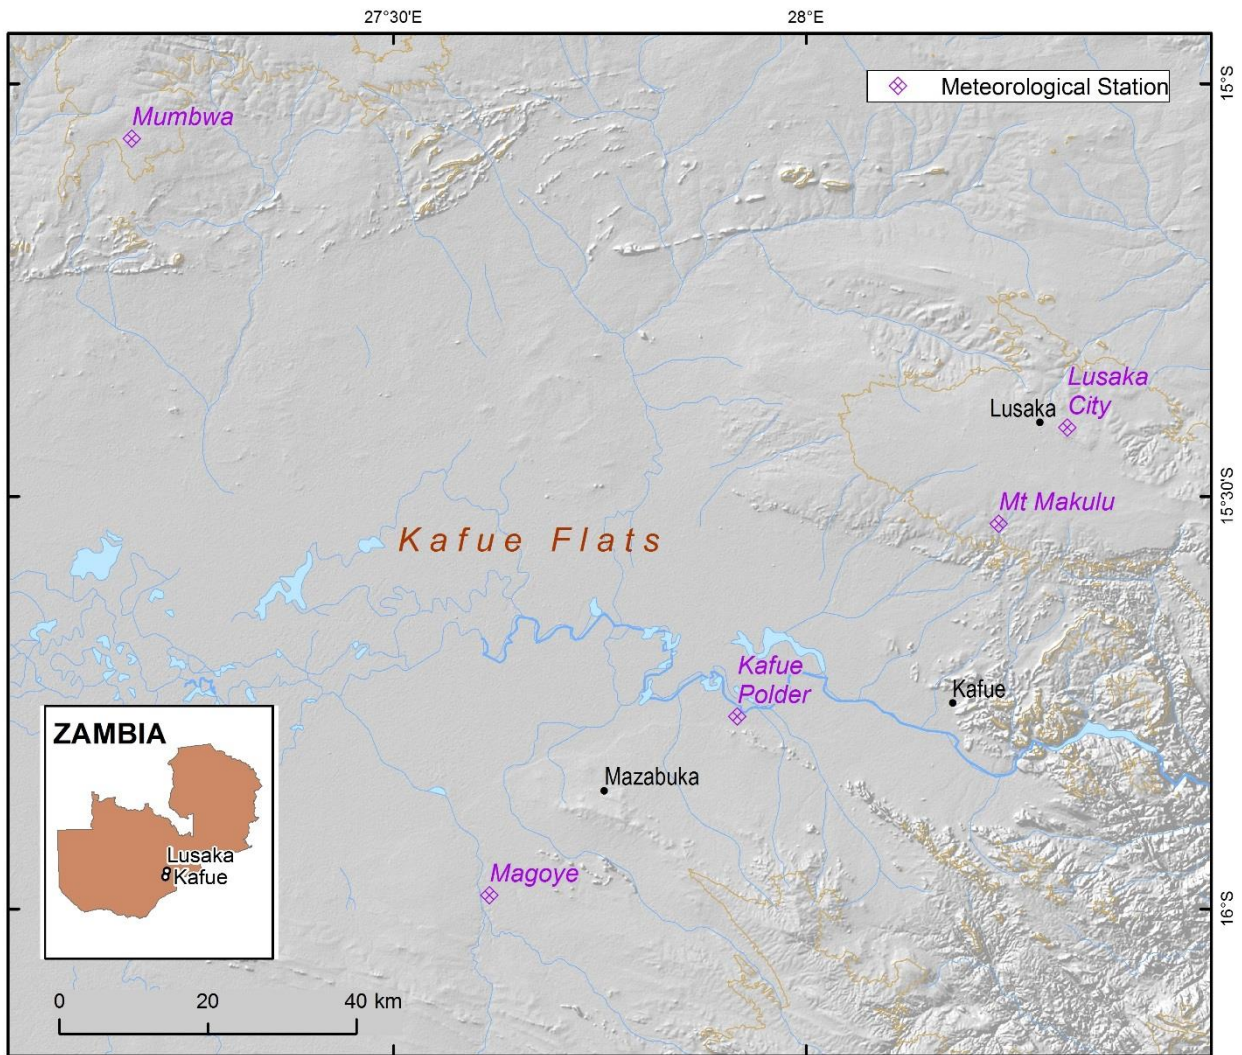 27°30'E
28°E
15°S
Meteorological Station
Mumbwa
Lusaka
City
Lusaka
Mt Makulu
15°30'S
Kafue Flats
Kafue
Polder
Kafue
ZAMBIA
Mazabuka
Lusaka
Kafue
Magoye
16°S
0 20 40 km